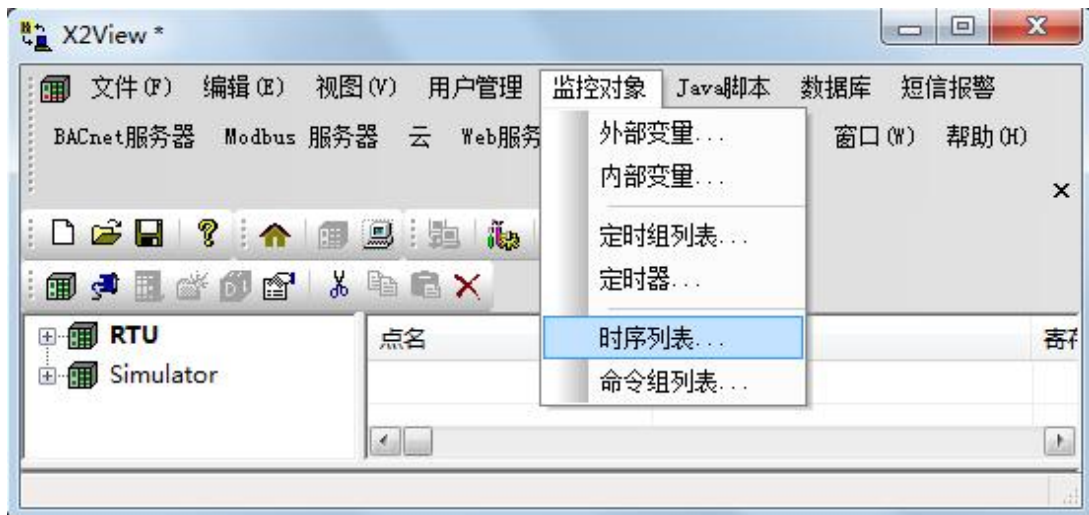 X2View *
文件(F) 编辑(E) 视图(V) 用户管理 监控对象 Java脚本 数据库 短信报警
BACnet服务器 Modbus 服务器 云 Web服务 窗口(W) 帮助(H)
外部变量...
内部变量...
定时组列表...
定时器...
时序列表...
命令组列表...
RTU
Simulator
点名